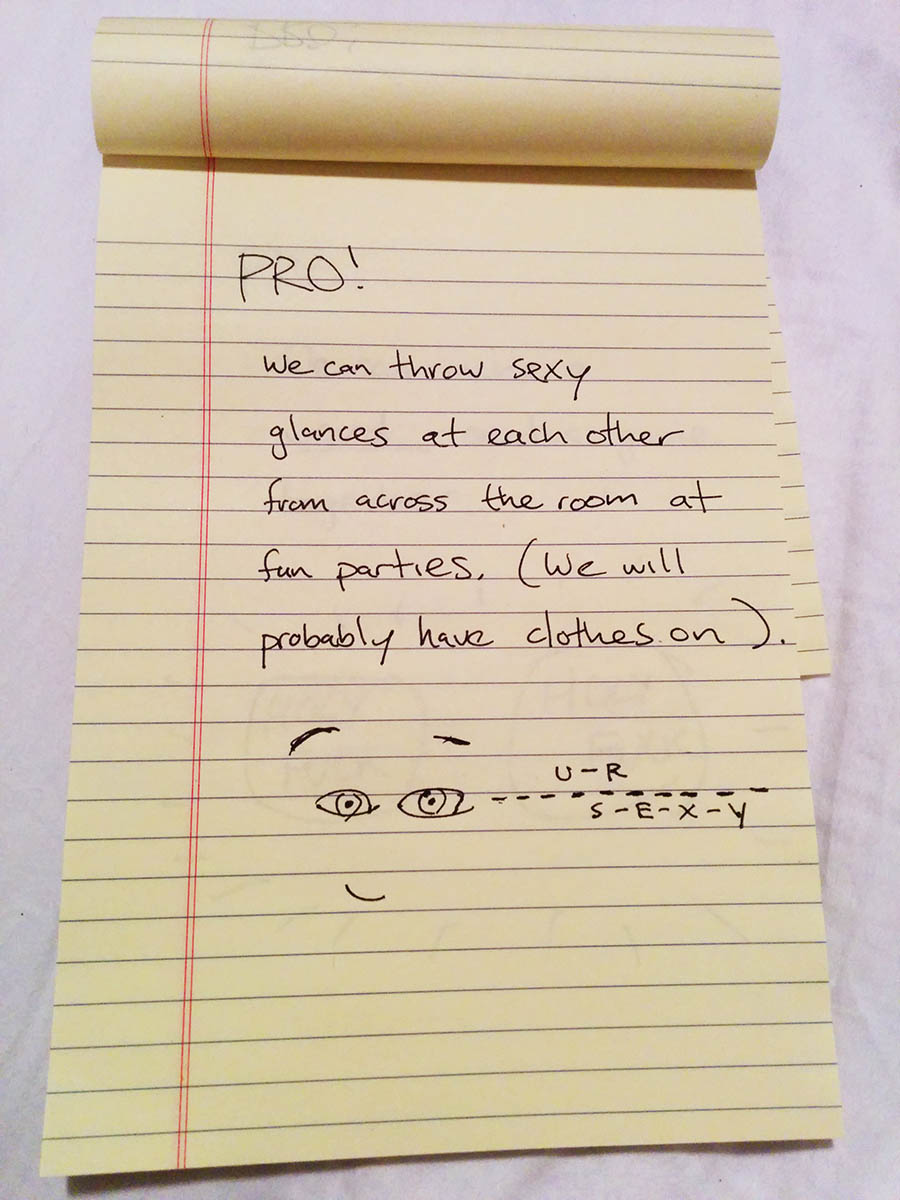 PRO!
We can throw sexy
glances at each other
from across the room at
fun parties. (We will
probably have clothes on).
U-R
S-E-X-Y